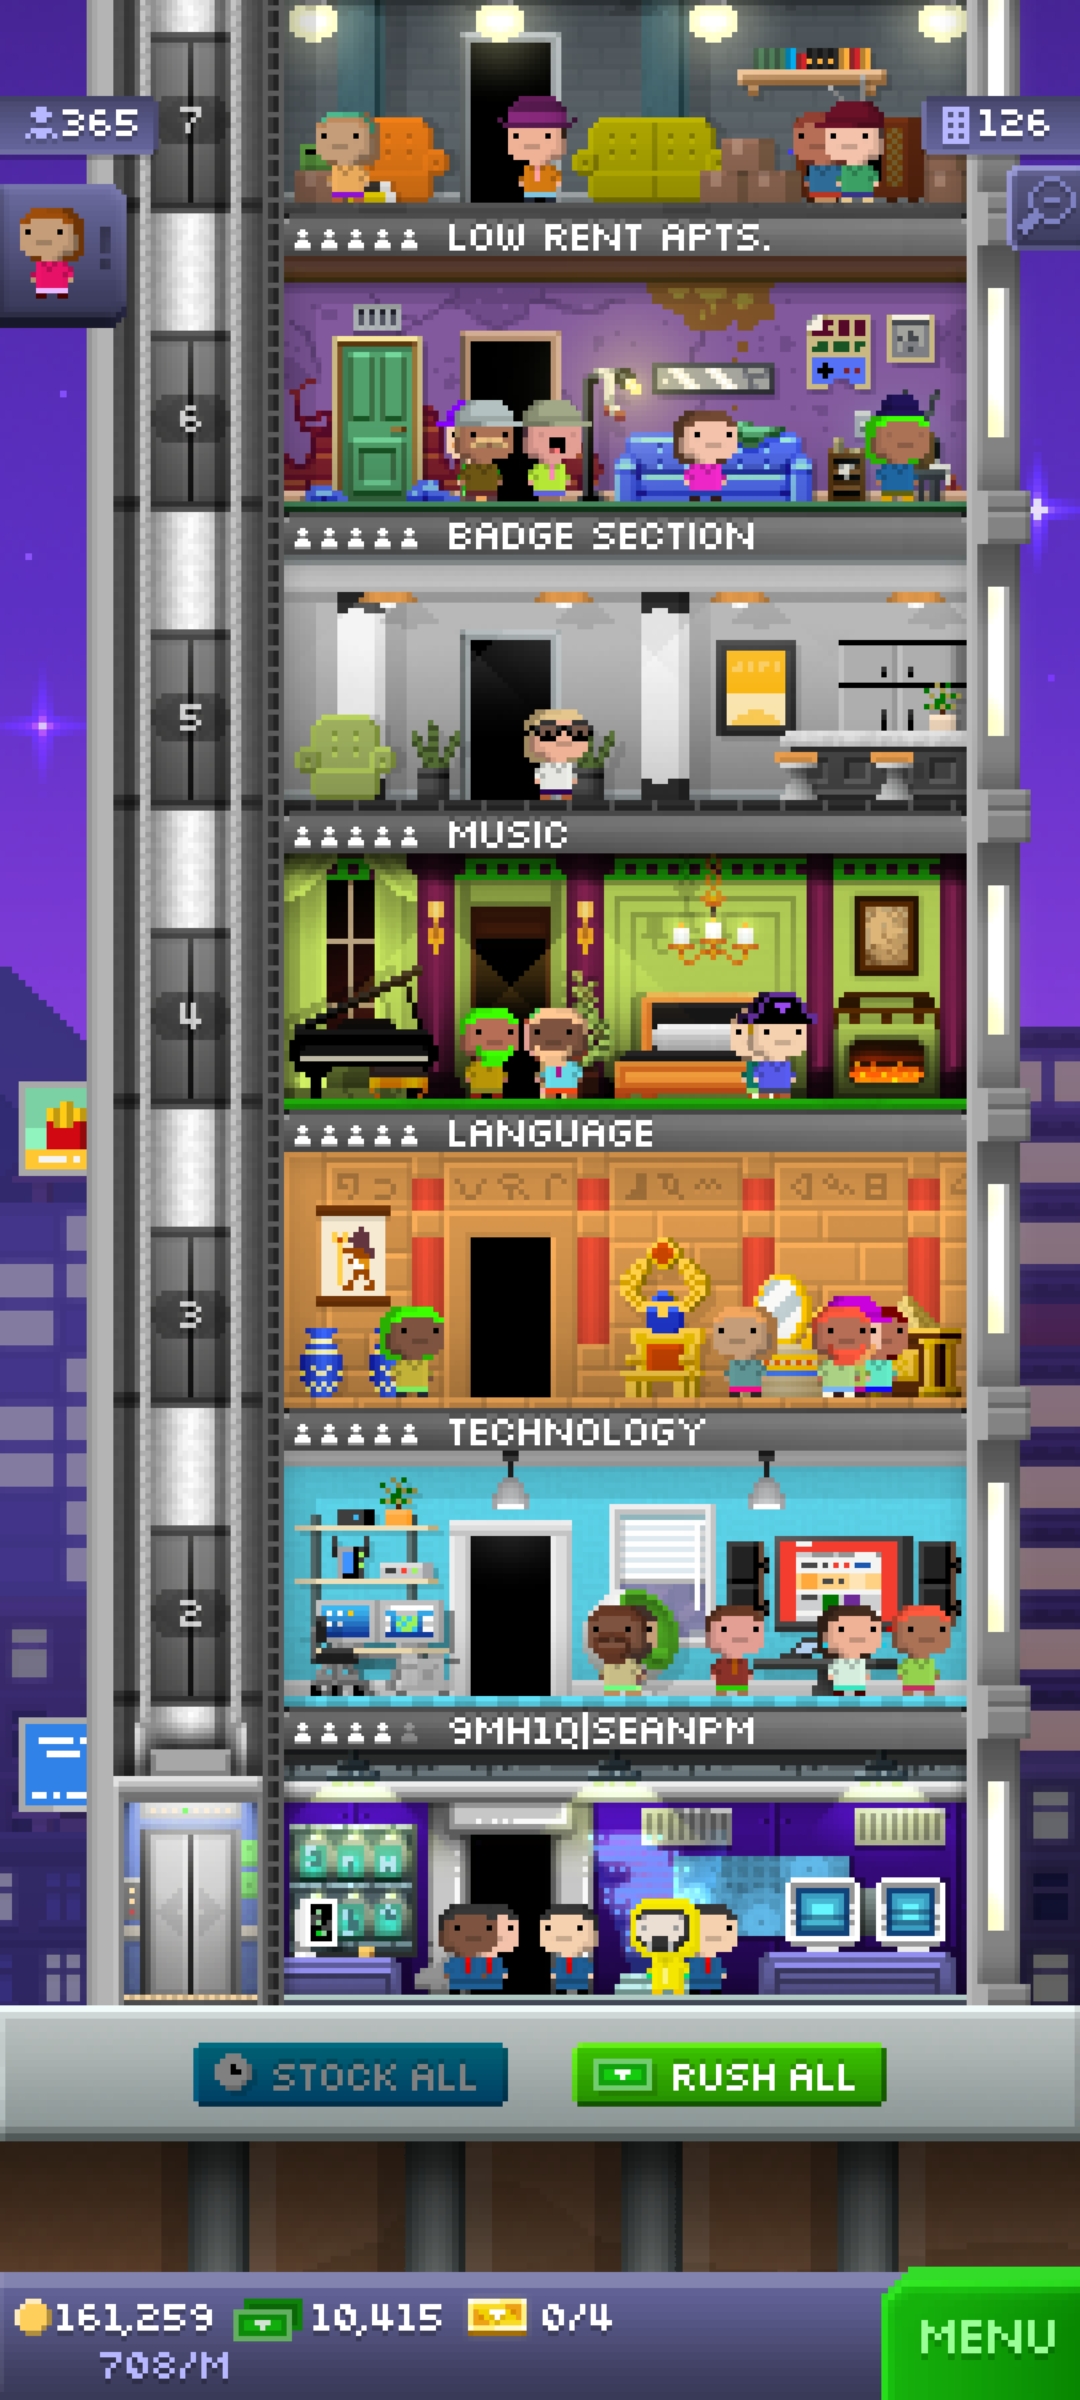 7
365
126
LOW RENT APTS.
6
BADGE SECTION
5
MUSIC
4
LANGUAGE
3
TECHNOLOGY
2
9MH1Q|SEANPM
STOCK ALL
RUSH ALL
161,259
10,415
0/4
708/M
MENU